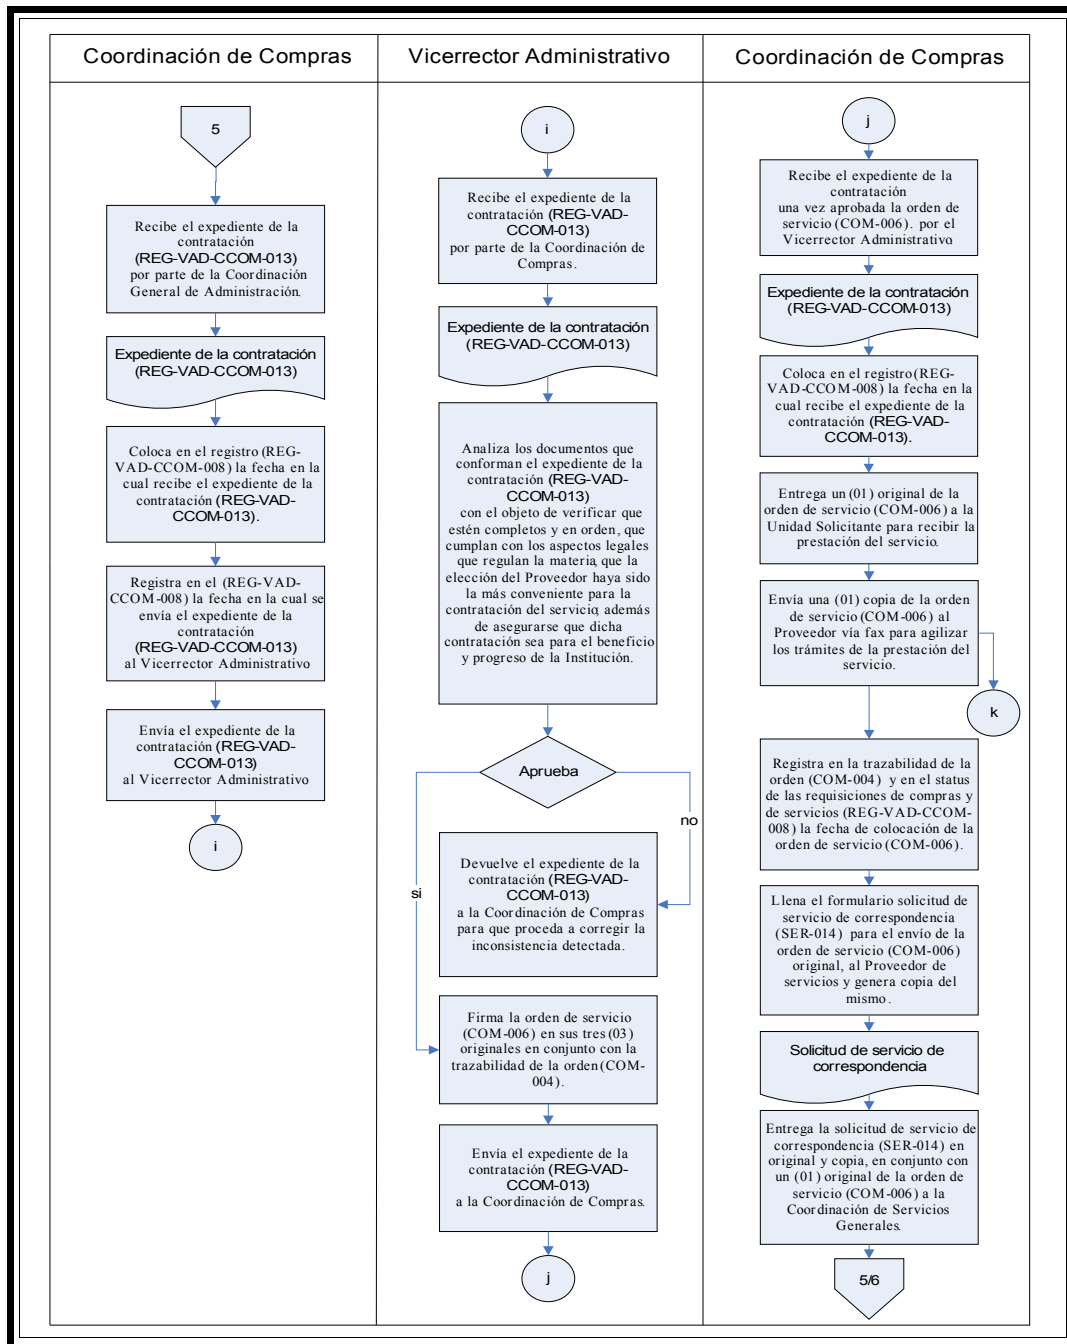 Coordinación de Compras
5
Recibe el expediente de la
contratación
(REG-VAD-CCOM-013)
por parte de la Coordinación
General de Administración.
Expediente de la contratación
(REG-VAD-CCOM-013)
Coloca en el registro (REG-
VAD-CCOM-008) la fecha en la
cual recibe el expediente de la
contratación (REG-VAD-
CCOM-013).
Registra en el (REG-VAD-
CCOM-008) la fecha en la cual se
envía el expediente de la
contratación
(REG-VAD-CCOM-013)
al Vicerrector Administrativo
Envía el expediente de la
contratación (REG-VAD-
CCOM-013)
al Vicerrector Administrativo
i
Vicerrector Administrativo
i
Recibe el expediente de la
contratación (REG-VAD-
CCOM-013)
por parte de la Coordinación de
Compras.
Expediente de la contratación
(REG-VAD-CCOM-013)
Analiza los documentos que
conforman el expediente de la
contratación (REG-VAD-
CCOM-013)
con el objeto de verificar que
estén completos y en orden, que
cumplan con los aspectos legales
que regulan la materia, que la
elección del Proveedor haya sido
la más conveniente para la
contratación del servicio, además
de asegurarse que dicha
contratación sea para el beneficio
y progreso de la Institución.
Aprueba
no
si
Devuelve el expediente de la
contratación (REG-VAD-
CCOM-013)
a la Coordinación de Compras
para que proceda a corregir la
inconsistencia detectada.
Firma la orden de servicio
(COM-006) en sus tres (03)
originales en conjunto con la
trazabilidad de la orden (COM-
004).
Envía el expediente de la
contratación (REG-VAD-
CCOM-013)
a la Coordinación de Compras.
j
Coordinación de Compras
j
Recibe el expediente de la
contratación
una vez aprobada la orden de
servicio (COM-006). por el
Vicerrector Administrativo.
Expediente de la contratación
(REG-VAD-CCOM-013)
Coloca en el registro (REG-
VAD-CCOM-008) la fecha en la
cual recibe el expediente de la
contratación (REG-VAD-
CCOM-013).
Entrega un (01) original de la
orden de servicio (COM-006) a la
Unidad Solicitante para recibir la
prestación del servicio.
Envía una (01) copia de la orden
de servicio (COM-006) al
Proveedor vía fax para agilizar
los trámites de la prestación del
servicio.
k
Registra en la trazabilidad de la
orden (COM-004) y en el status
de las requisiciones de compras y
de servicios (REG-VAD-CCOM-
008) la fecha de colocación de la
orden de servicio (COM-006).
Llena el formulario solicitud de
servicio de correspondencia
(SER-014) para el envío de la
orden de servicio (COM-006)
original, al Proveedor de
servicios y genera copia del
mismo.
Solicitud de servicio de
correspondencia
Entrega la solicitud de servicio de
correspondencia (SER-014) en
original y copia, en conjunto con
un (01) original de la orden de
servicio (COM-006) a la
Coordinación de Servicios
Generales.
5/6